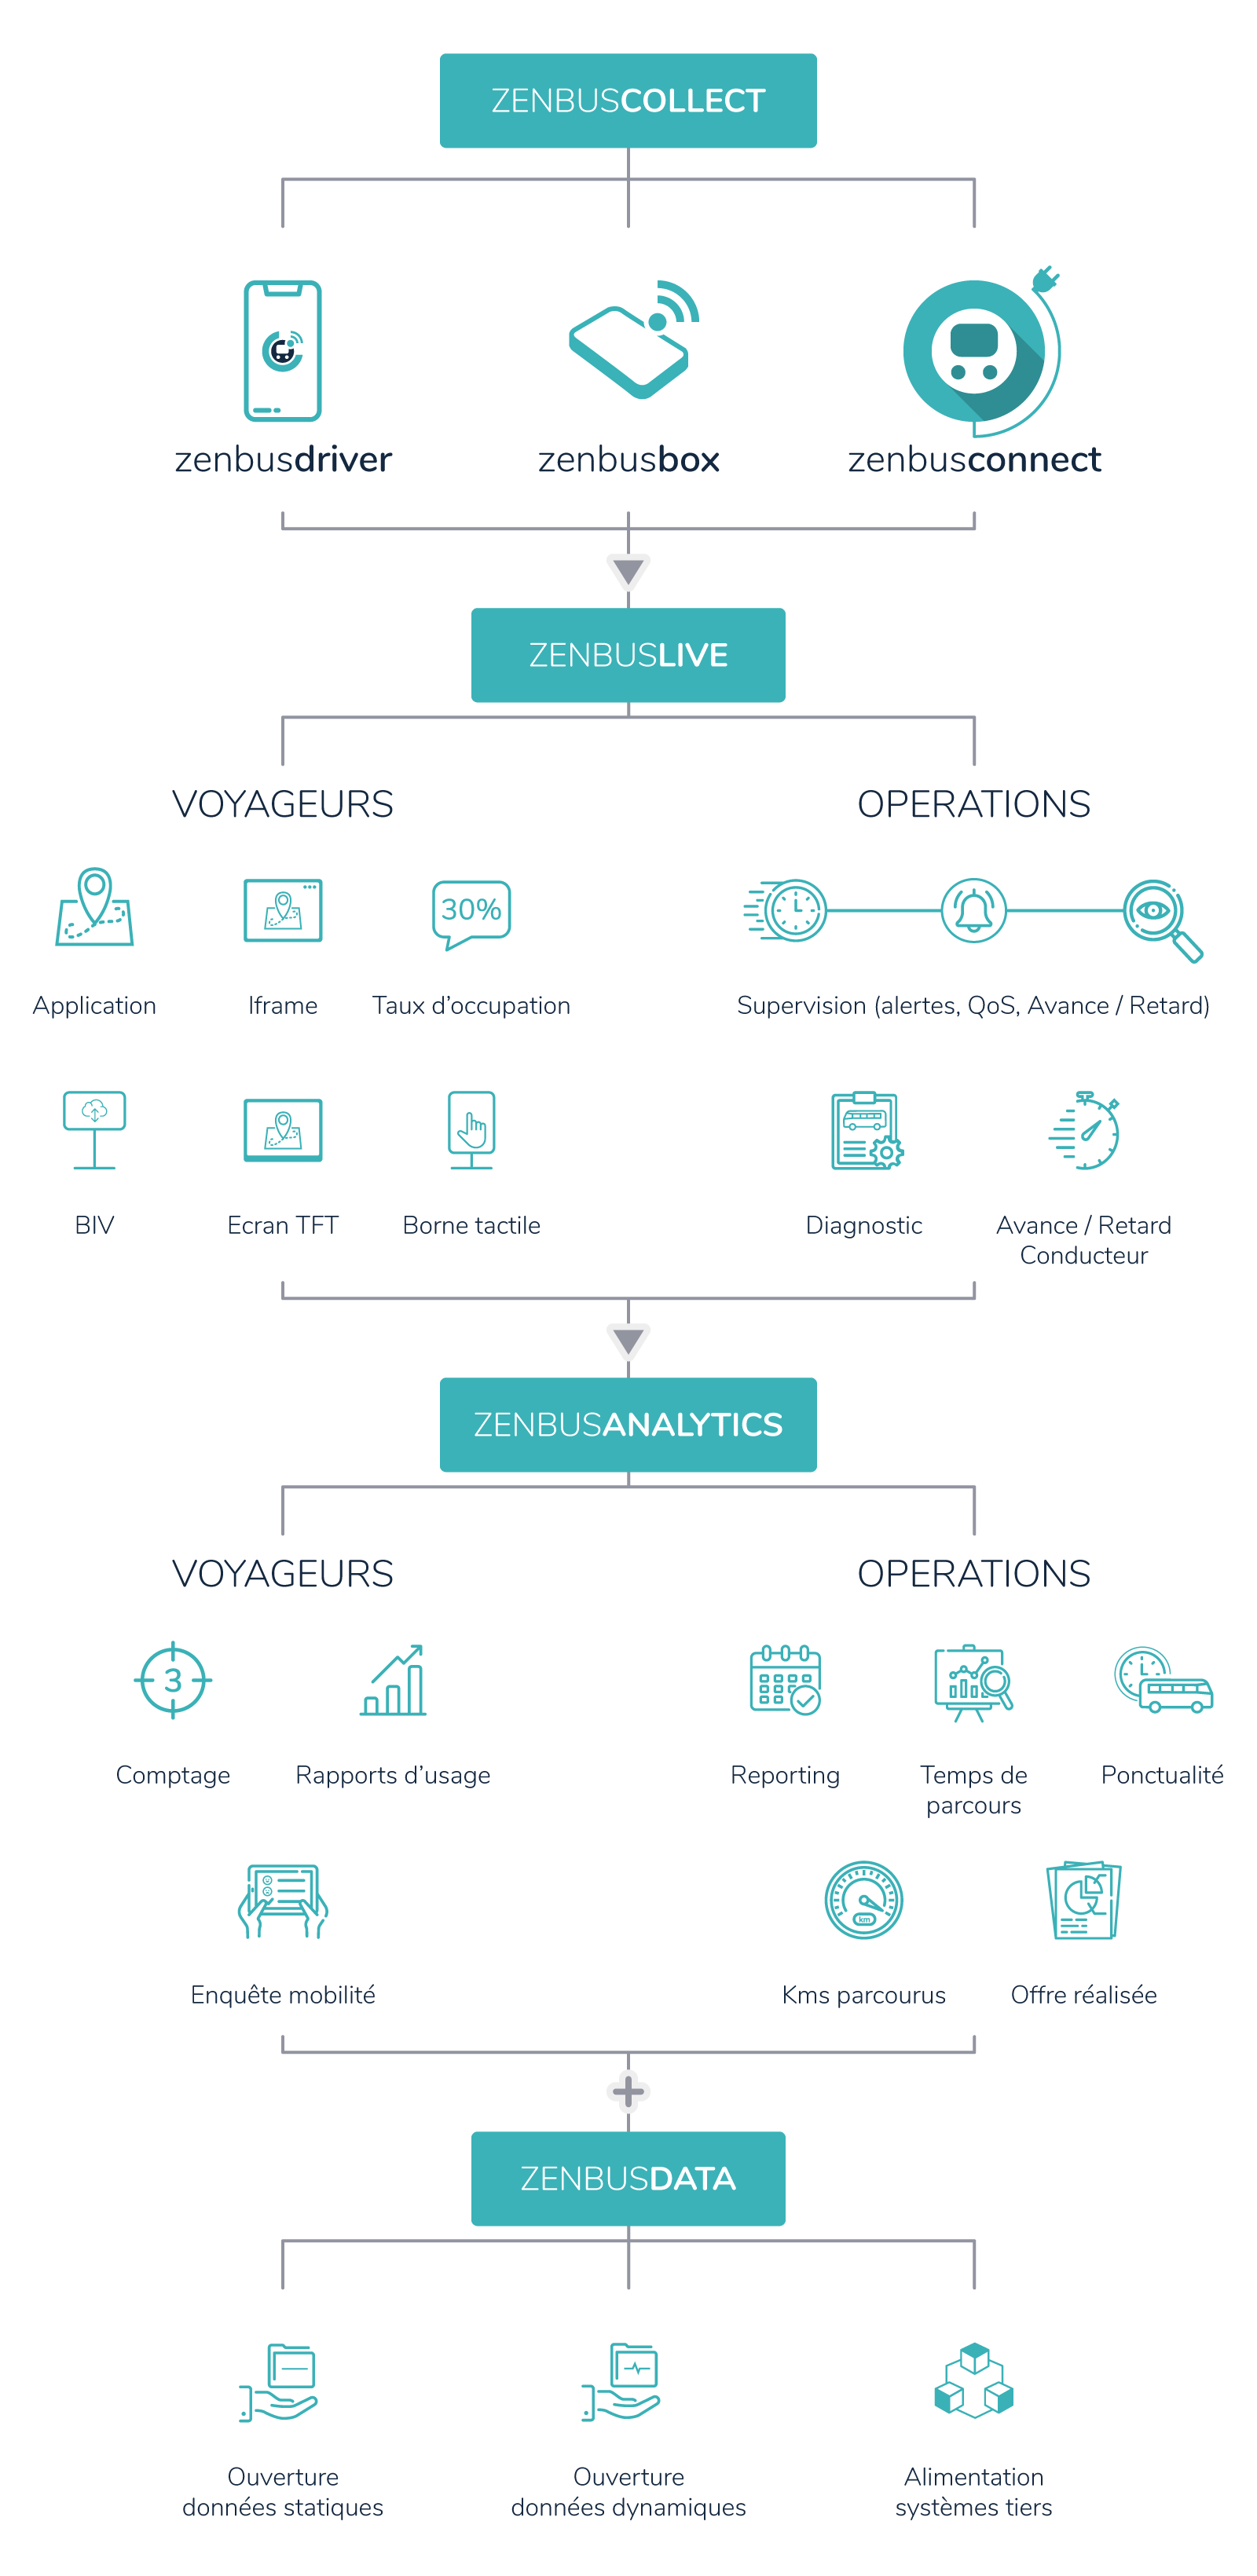 ZENBUSCOLLECT
zenbusdriver
zenbusbox
zenbusconnect
ZENBUSLIVE
VOYAGEURS
OPERATIONS
30%
Application
Iframe
Taux d'occupation
Supervision (alertes, QoS, Avance / Retard)
BIV
Ecran TFT
Borne tactile
Diagnostic
Avance / Retard
Conducteur
ZENBUSANALYTICS
VOYAGEURS
OPERATIONS
3
Comptage
Rapports d'usage
Reporting
Temps de
parcours
Ponctualité
km
Enquête mobilité
Kms parcourus
Offre réalisée
ZENBUSDATA
Ouverture
données statiques
Ouverture
données dynamiques
Alimentation
systèmes tiers